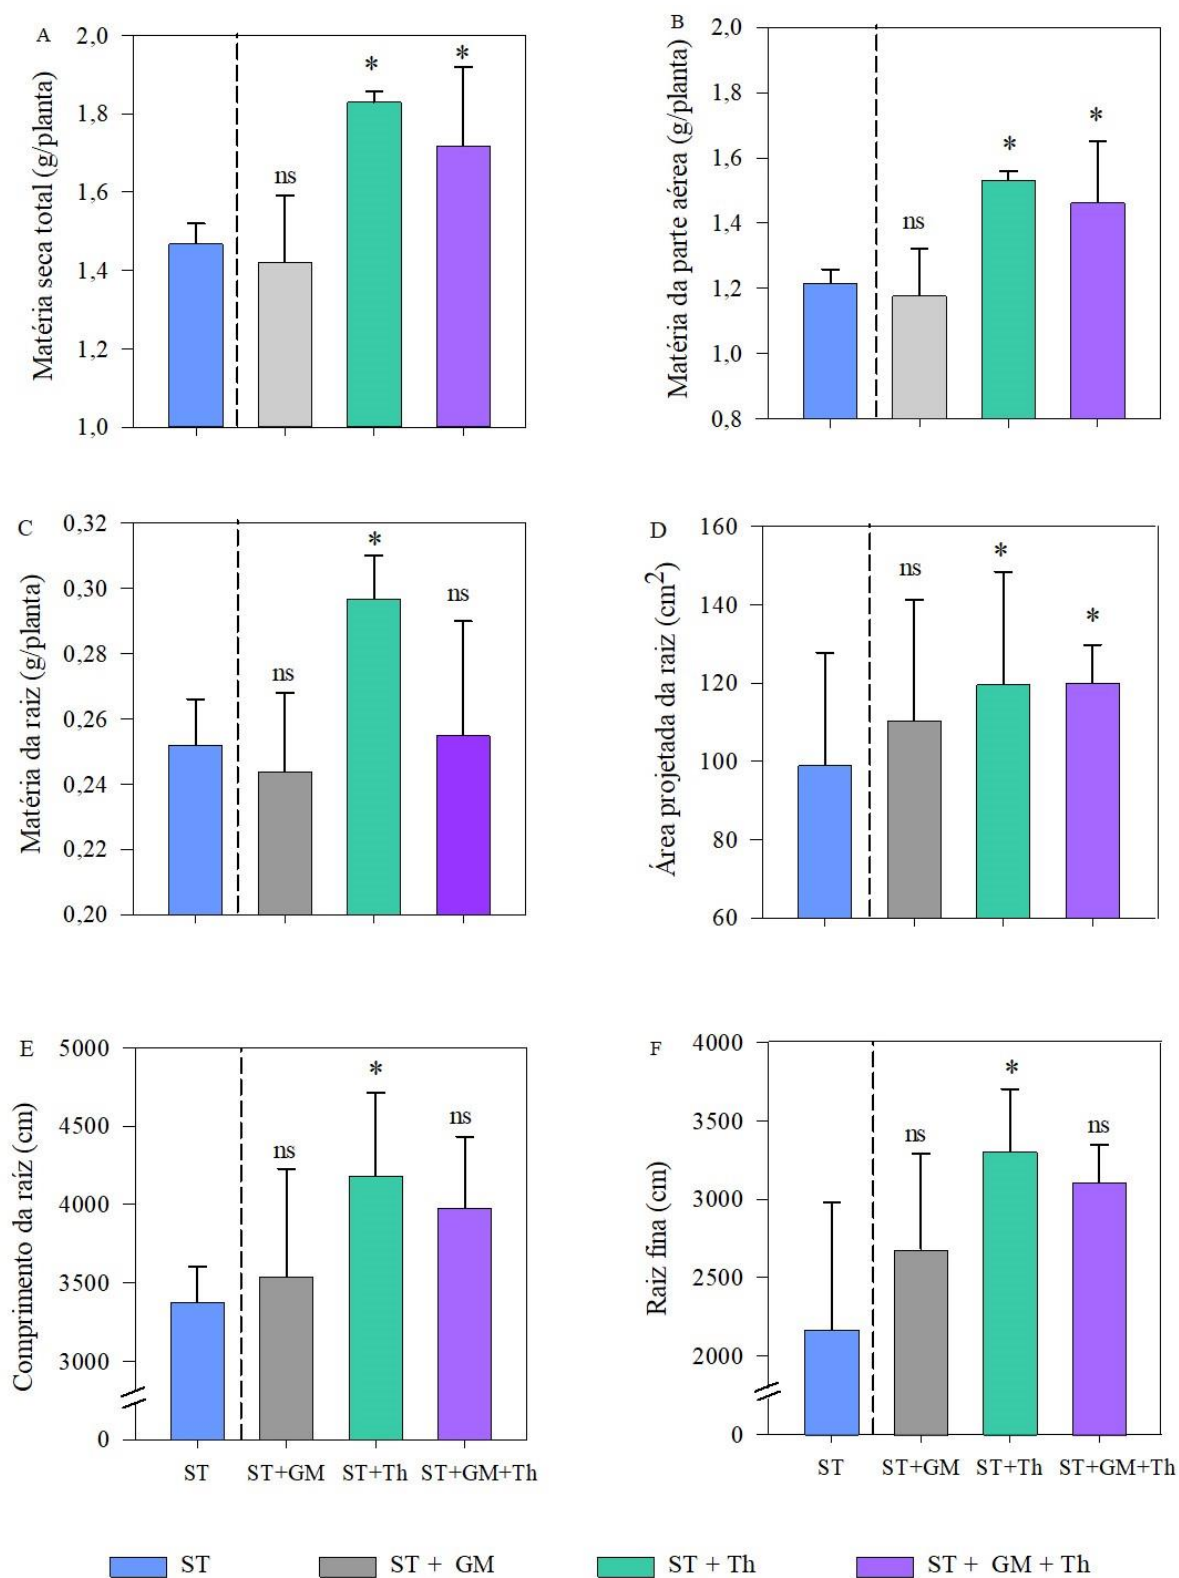 A
Matéria seca total (g/planta)
2,0
1,8
1,6
1,4
1,2
1,0
ns
*
*
B
Matéria da parte aérea (g/planta)
2,0
1,8
1,6
1,4
1,2
1,0
0,8
ns
*
*
C
Matéria da raiz (g/planta)
0,32
0,30
0,28
0,26
0,24
0,22
0,20
ns
*
ns
D
Área projetada da raiz (cm2)
160
140
120
100
80
60
ns
*
*
E
Comprimento da raíz (cm)
5000
4500
4000
3500
3000
0
ns
*
ns
ST ST+GM ST+Th ST+GM+Th
F
Raiz fina (cm)
4000
3500
3000
2500
2000
0
ns
*
ns
ST ST+GM ST+Th ST+GM+Th
ST ST + GM ST + Th ST + GM + Th